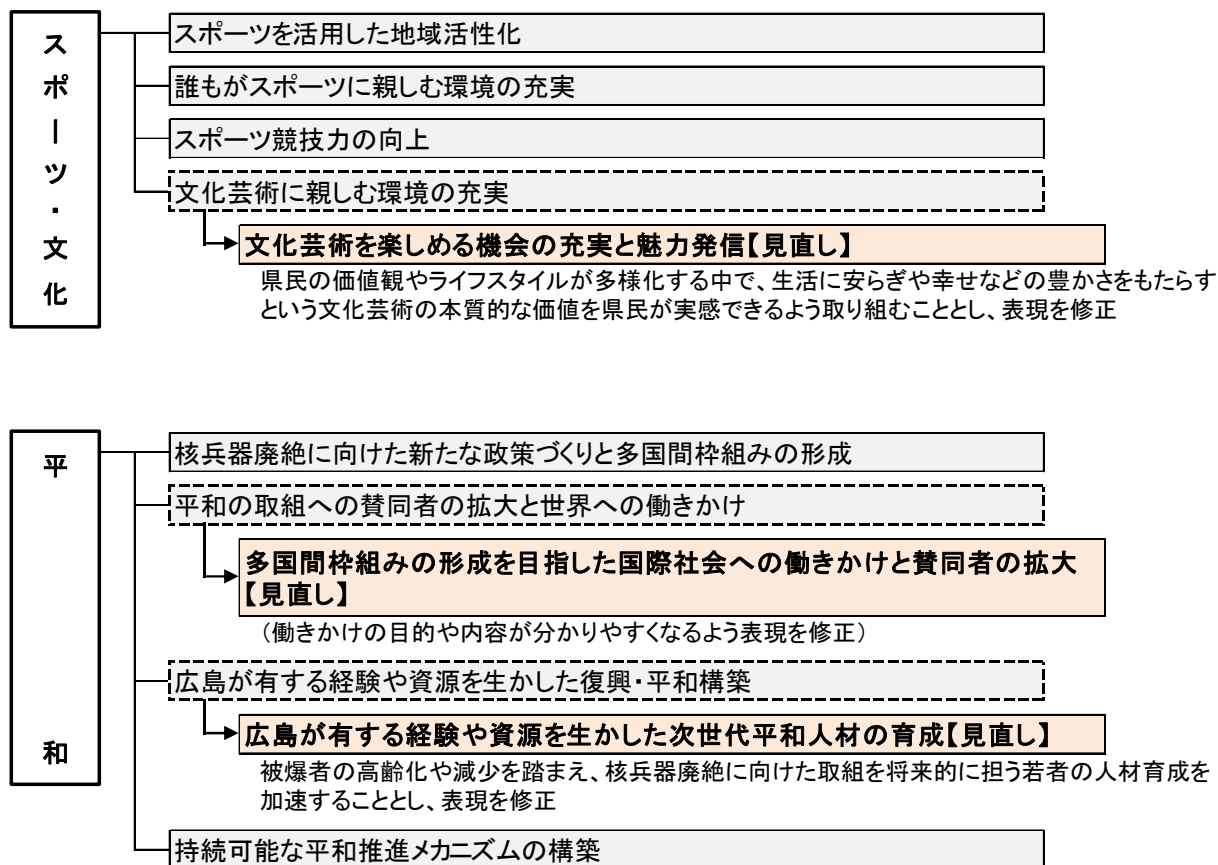 スポーツ・文化
スポーツを活用した地域活性化
誰もがスポーツに親しむ環境の充実
スポーツ競技力の向上
文化芸術に親しむ環境の充実
文化芸術を楽しめる機会の充実と魅力発信【見直し】
県民の価値観やライフスタイルが多様化する中で、生活に安らぎや幸せなどの豊かさをもたらす
という文化芸術の本質的な価値を県民が実感できるよう取り組むこととし、表現を修正
平和
核兵器廃絶に向けた新たな政策づくりと多国間枠組みの形成
平和の取組への賛同者の拡大と世界への働きかけ
多国間枠組みの形成を目指した国際社会への働きかけと賛同者の拡大
【見直し】
（働きかけの目的や内容が分かりやすくなるよう表現を修正）
広島が有する経験や資源を生かした復興・平和構築
広島が有する経験や資源を生かした次世代平和人材の育成【見直し】
被爆者の高齢化や減少を踏まえ、核兵器廃絶に向けた取組を将来的に担う若者の人材育成を
加速することとし、表現を修正
持続可能な平和推進メカニズムの構築